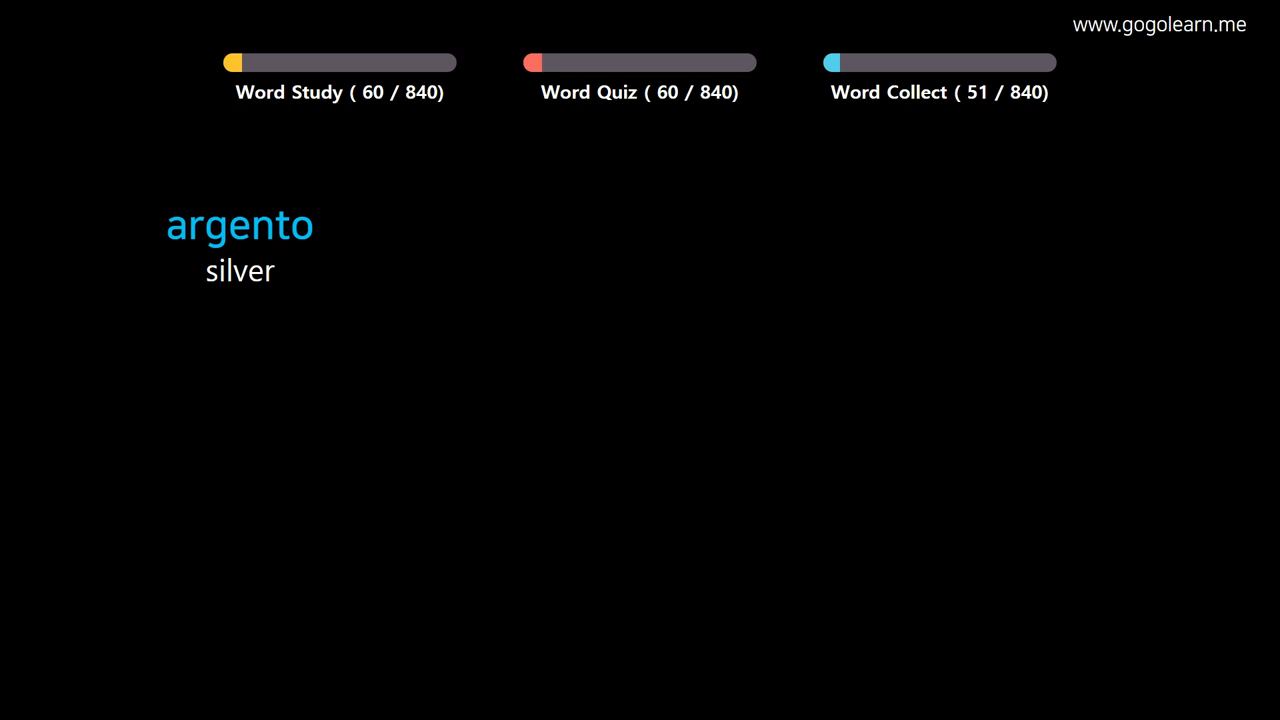 www.gogolearn.me
Word Study ( 60 / 840)
Word Quiz ( 60 / 840)
Word Collect ( 51 / 840)
argento
silver